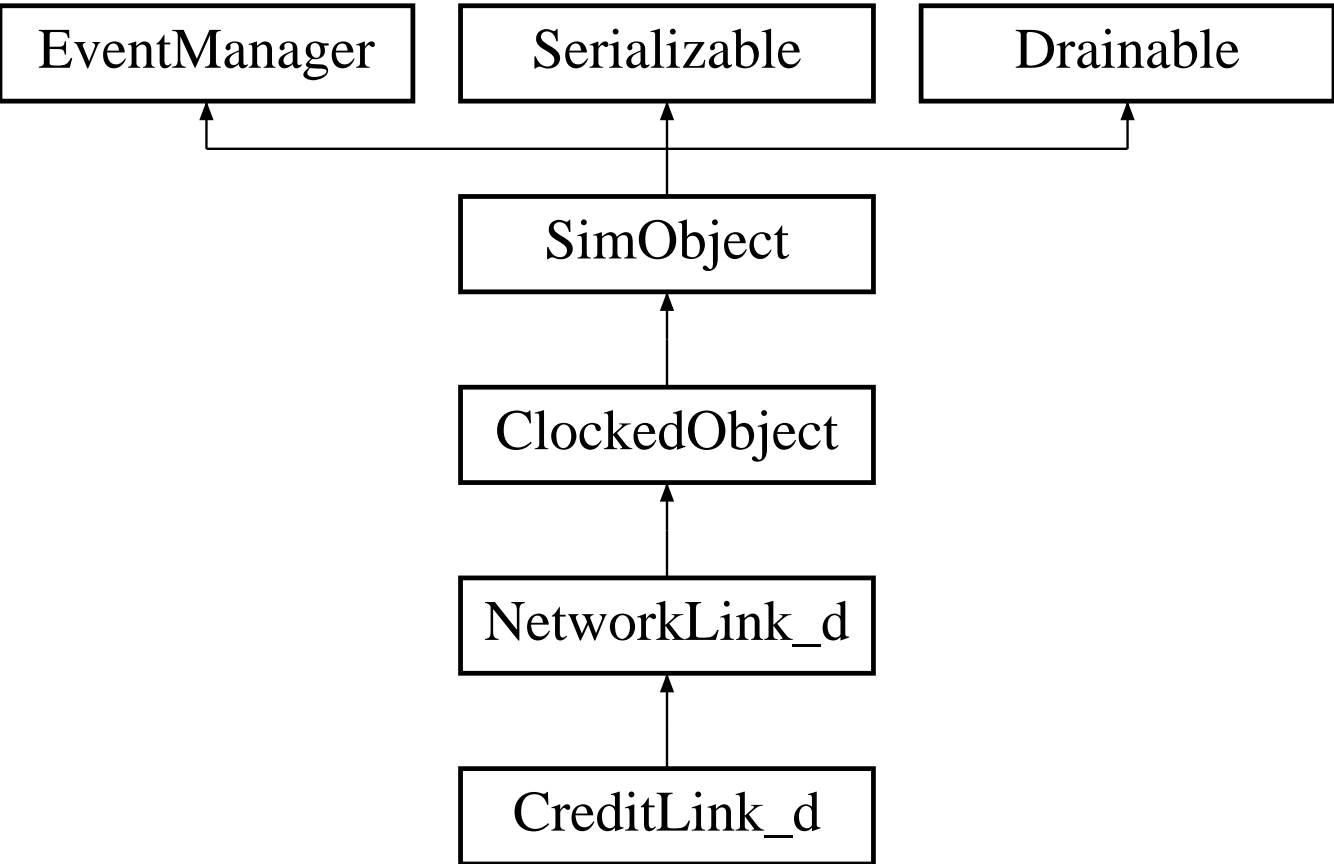 EventManager
Serializable
Drainable
SimObject
ClockedObject
NetworkLink_d
CreditLink_d